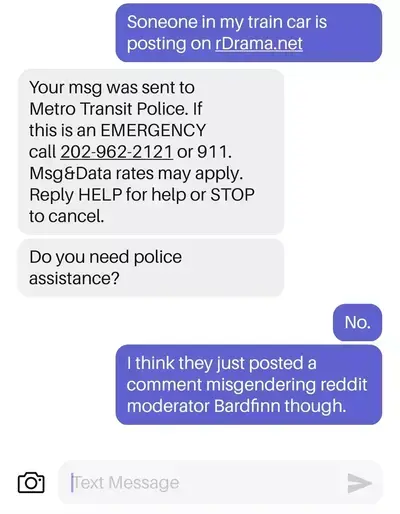 Soneone in my train car is
posting on rDrama.net
Your msg was sent to
Metro Transit Police. If
this is an EMERGENCY
call 202-962-2121 or 911.
Msg&Data rates may apply.
Reply HELP for help or STOP
to cancel.
Do you need police
assistance?
No.
I think they just posted a
comment misgendering reddit
moderator Bardfinn though.
Text Message